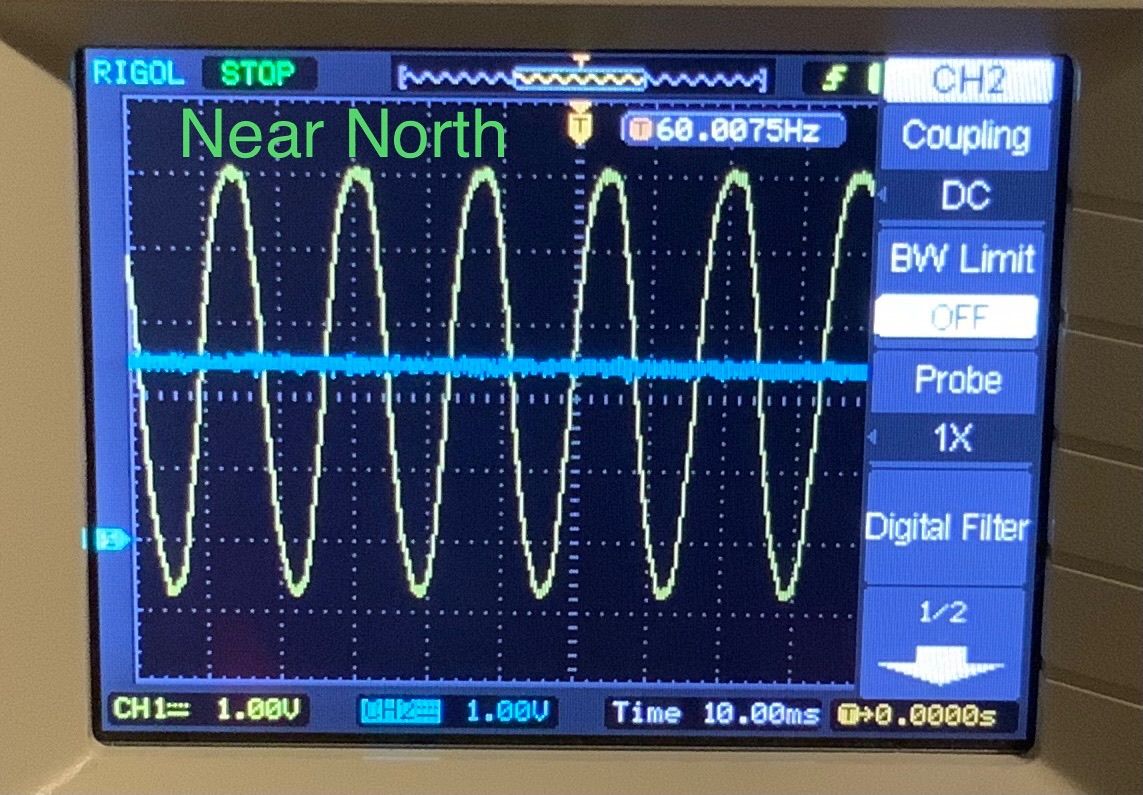 RIGOL STOP T CH2
Near North T T 60.0075Hz
Coupling
DC
BW Limit
OFF
Probe
1X
Digital Filter
1/2
CH1 1.00V CH2 1.00V Time 10.00ms T→0.0000s